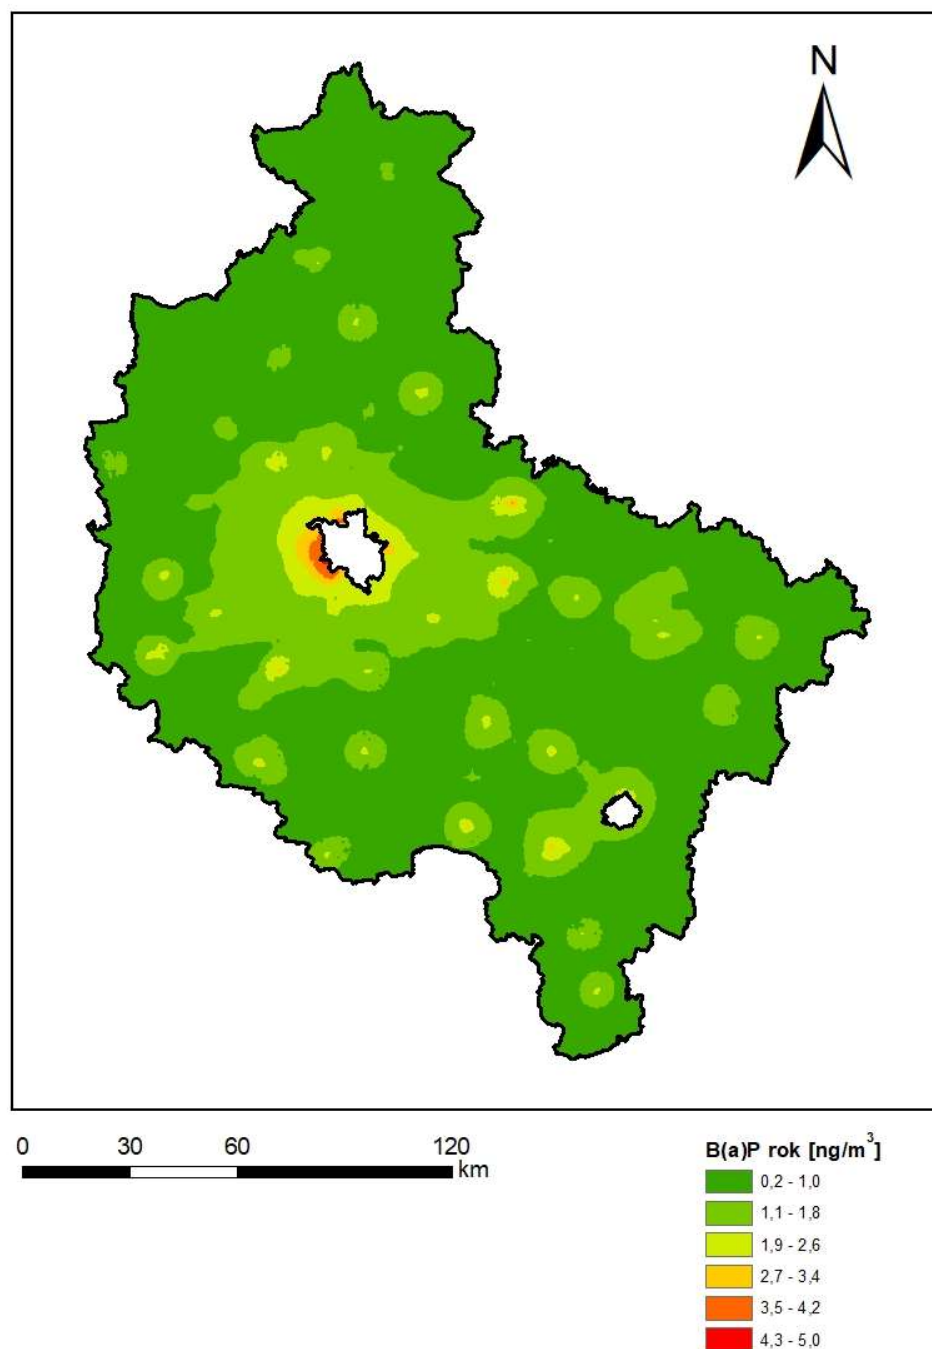 N
0 30 60 120
km
B(a)P rok [ng/m³]
0,2 - 1,0
1,1 - 1,8
1,9 - 2,6
2,7 - 3,4
3,5 - 4,2
4,3 - 5,0